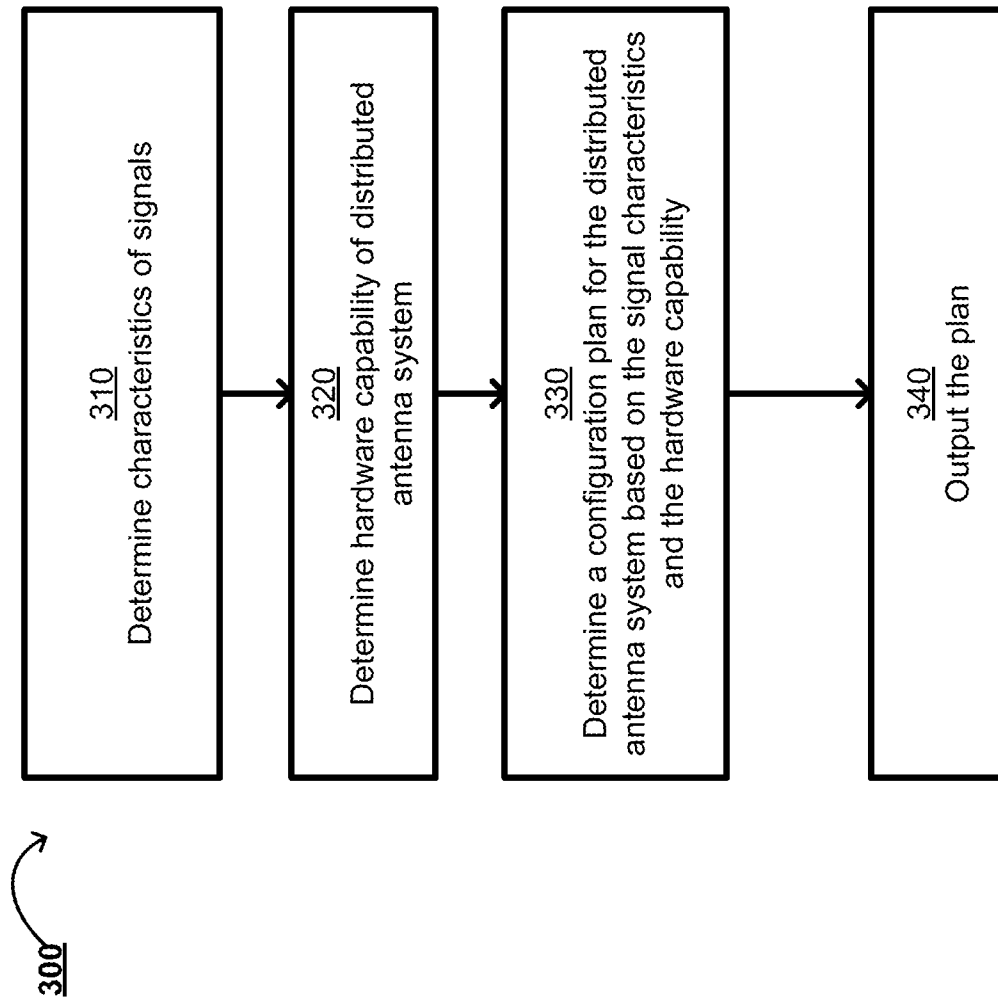 300
310
Determine characteristics of signals
320
Determine hardware capability of distributed
antenna system
330
Determine a configuration plan for the distributed
antenna system based on the signal characteristics
and the hardware capability
340
Output the plan